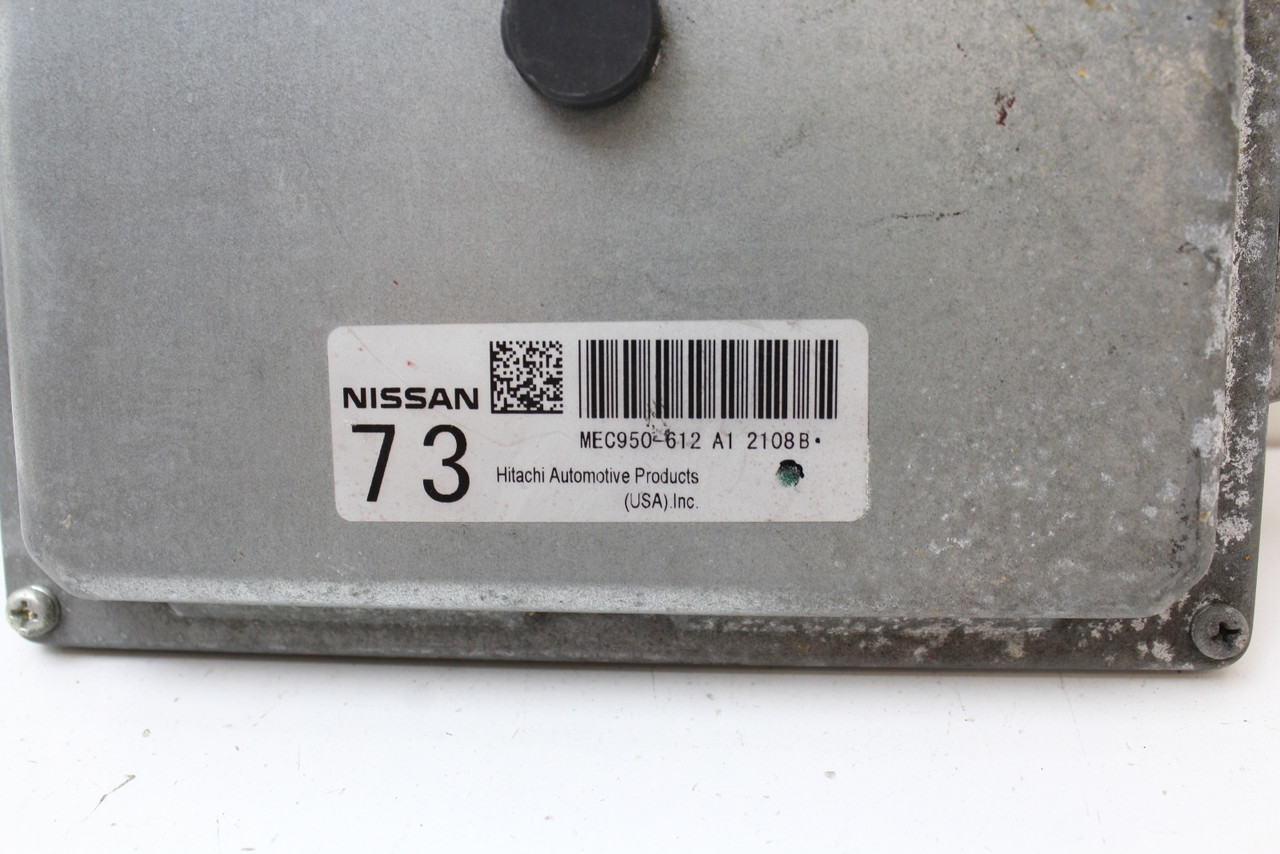 NISSAN
73
MEC950-612 A1 2108B•
Hitachi Automotive Products
(USA).Inc.